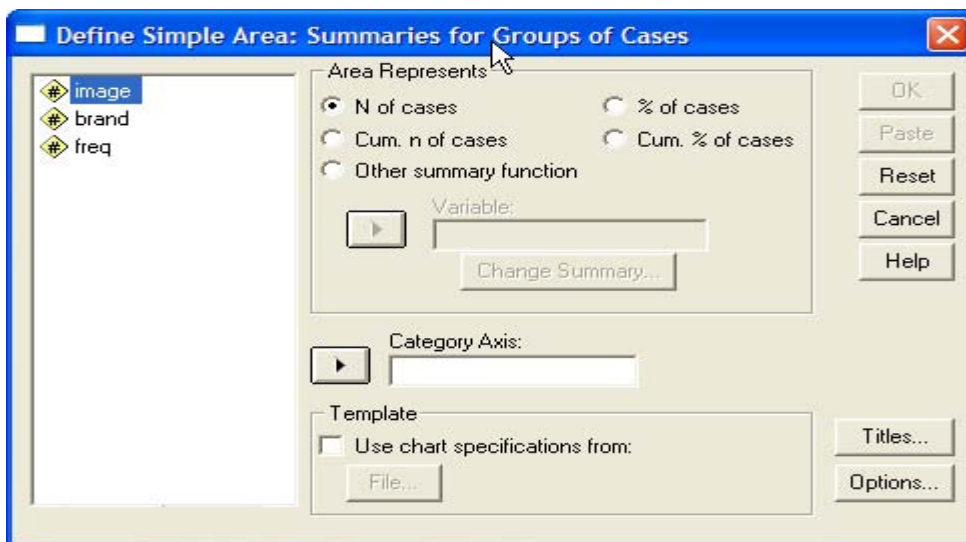 Define Simple Area: Summaries for Groups of Cases
image
brand
freq
Area Represents
N of cases
% of cases
Cum. n of cases
Cum. % of cases
Other summary function
Variable:
Change Summary...
Category Axis:
Template
Use chart specifications from:
File...
OK
Paste
Reset
Cancel
Help
Titles...
Options...